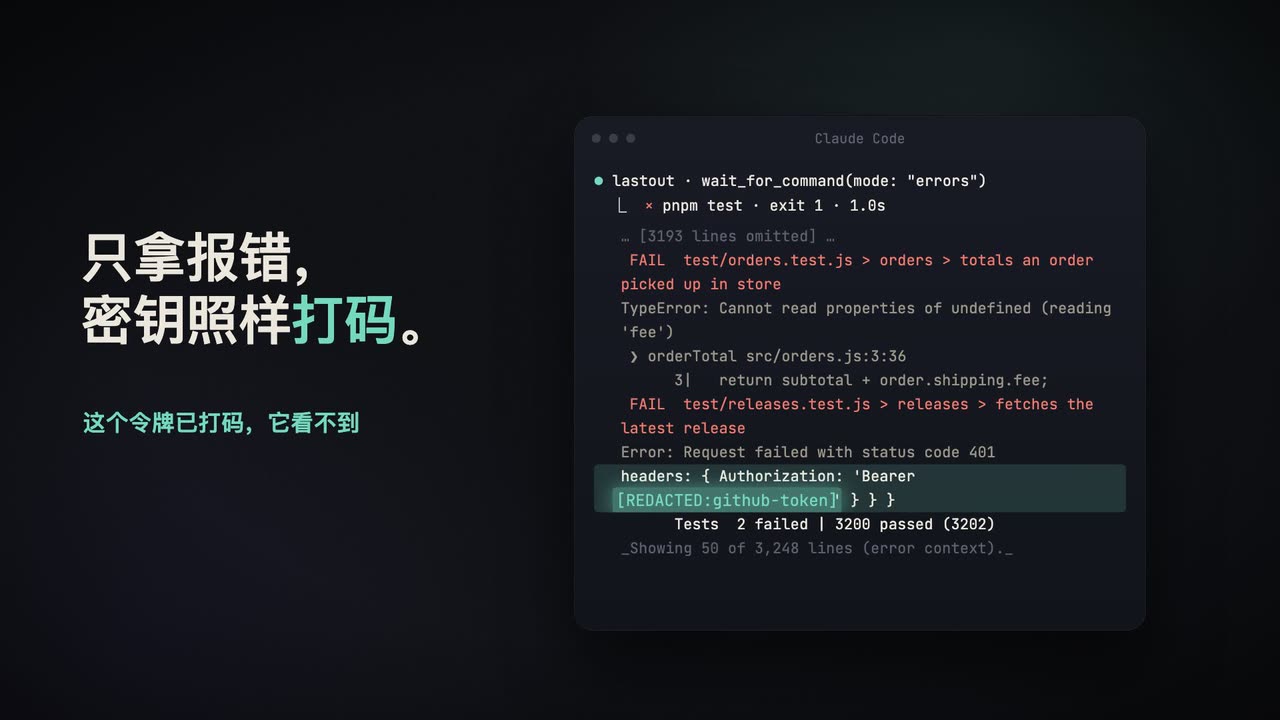 只拿报错，
密钥照样打码。
这个令牌已打码，它看不到
Claude Code
● lastout · wait_for_command(mode: "errors")
⎿ × pnpm test · exit 1 · 1.0s
… [3193 lines omitted] …
FAIL  test/orders.test.js > orders > totals an order
picked up in store
TypeError: Cannot read properties of undefined (reading
'fee')
❯ orderTotal src/orders.js:3:36
3|   return subtotal + order.shipping.fee;
FAIL  test/releases.test.js > releases > fetches the
latest release
Error: Request failed with status code 401
headers: { Authorization: 'Bearer
[REDACTED:github-token]' } } }
Tests  2 failed | 3200 passed (3202)
_Showing 50 of 3,248 lines (error context)._